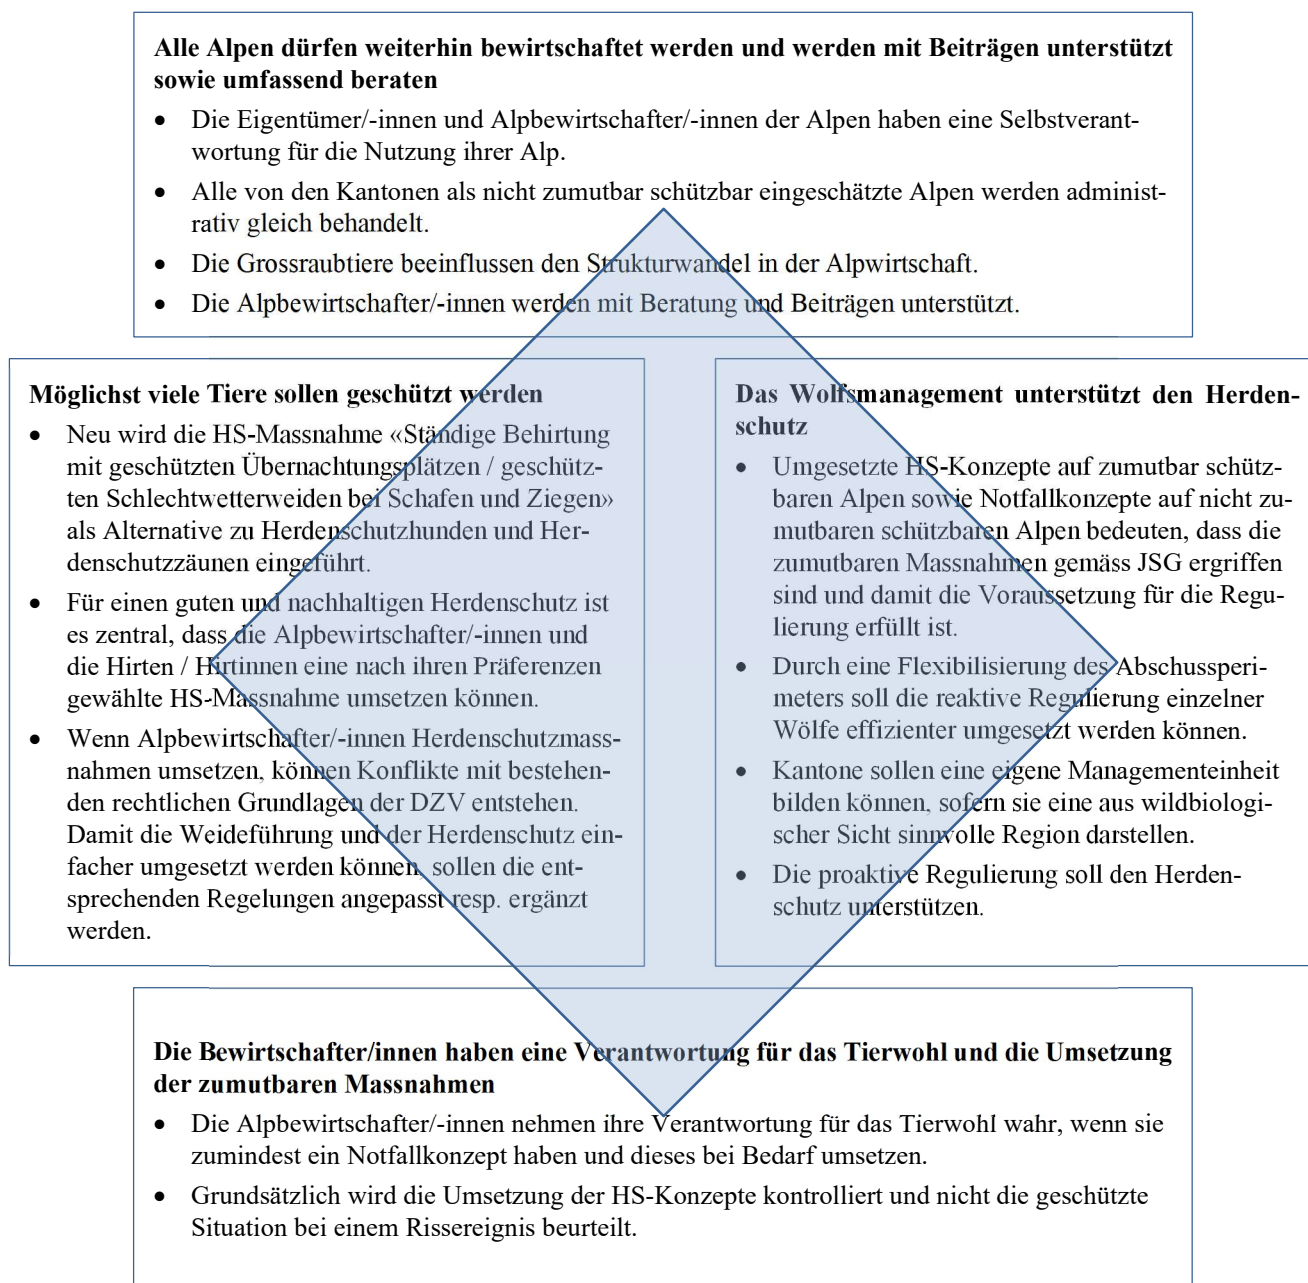 Alle Alpen dürfen weiterhin bewirtschaftet werden und werden mit Beiträgen unterstützt
sowie umfassend beraten
• Die Eigentümer/-innen und Alpbewirtschafter/-innen der Alpen haben eine Selbstverant-
wortung für die Nutzung ihrer Alp.
• Alle von den Kantonen als nicht zumutbar schützbar eingeschätzte Alpen werden administ-
rativ gleich behandelt.
• Die Grossraubtiere beeinflussen den Strukturwandel in der Alpwirtschaft.
• Die Alpbewirtschafter/-innen werden mit Beratung und Beiträgen unterstützt.
Möglichst viele Tiere sollen geschützt werden
• Neu wird die HS-Massnahme «Ständige Behirtung
mit geschützten Übernachtungsplätzen / geschütz-
ten Schlechtwetterweiden bei Schafen und Ziegen»
als Alternative zu Herdenschutzhunden und Her-
denschutzzäunen eingeführt.
• Für einen guten und nachhaltigen Herdenschutz ist
es zentral, dass die Alpbewirtschafter/-innen und
die Hirten / Hirtinnen eine nach ihren Präferenzen
gewählte HS-Massnahme umsetzen können.
• Wenn Alpbewirtschafter/-innen Herdenschutzmass-
nahmen umsetzen, können Konflikte mit bestehen-
den rechtlichen Grundlagen der DZV entstehen.
Damit die Weideführung und der Herdenschutz ein-
facher umgesetzt werden können, sollen die ent-
sprechenden Regelungen angepasst resp. ergänzt
werden.
Das Wolfsmanagement unterstützt den Herden-
schutz
• Umgesetzte HS-Konzepte auf zumutbar schütz-
baren Alpen sowie Notfallkonzepte auf nicht zu-
mutbaren schützbaren Alpen bedeuten, dass die
zumutbaren Massnahmen gemäss JSG ergriffen
sind und damit die Voraussetzung für die Regu-
lierung erfüllt ist.
• Durch eine Flexibilisierung des Abschussperi-
meters soll die reaktive Regulierung einzelner
Wölfe effizienter umgesetzt werden können.
• Kantone sollen eine eigene Managementeinheit
bilden können, sofern sie eine aus wildbiologi-
scher Sicht sinnvolle Region darstellen.
• Die proaktive Regulierung soll den Herden-
schutz unterstützen.
Die Bewirtschafter/innen haben eine Verantwortung für das Tierwohl und die Umsetzung
der zumutbaren Massnahmen
• Die Alpbewirtschafter/-innen nehmen ihre Verantwortung für das Tierwohl wahr, wenn sie
zumindest ein Notfallkonzept haben und dieses bei Bedarf umsetzen.
• Grundsätzlich wird die Umsetzung der HS-Konzepte kontrolliert und nicht die geschützte
Situation bei einem Rissereignis beurteilt.